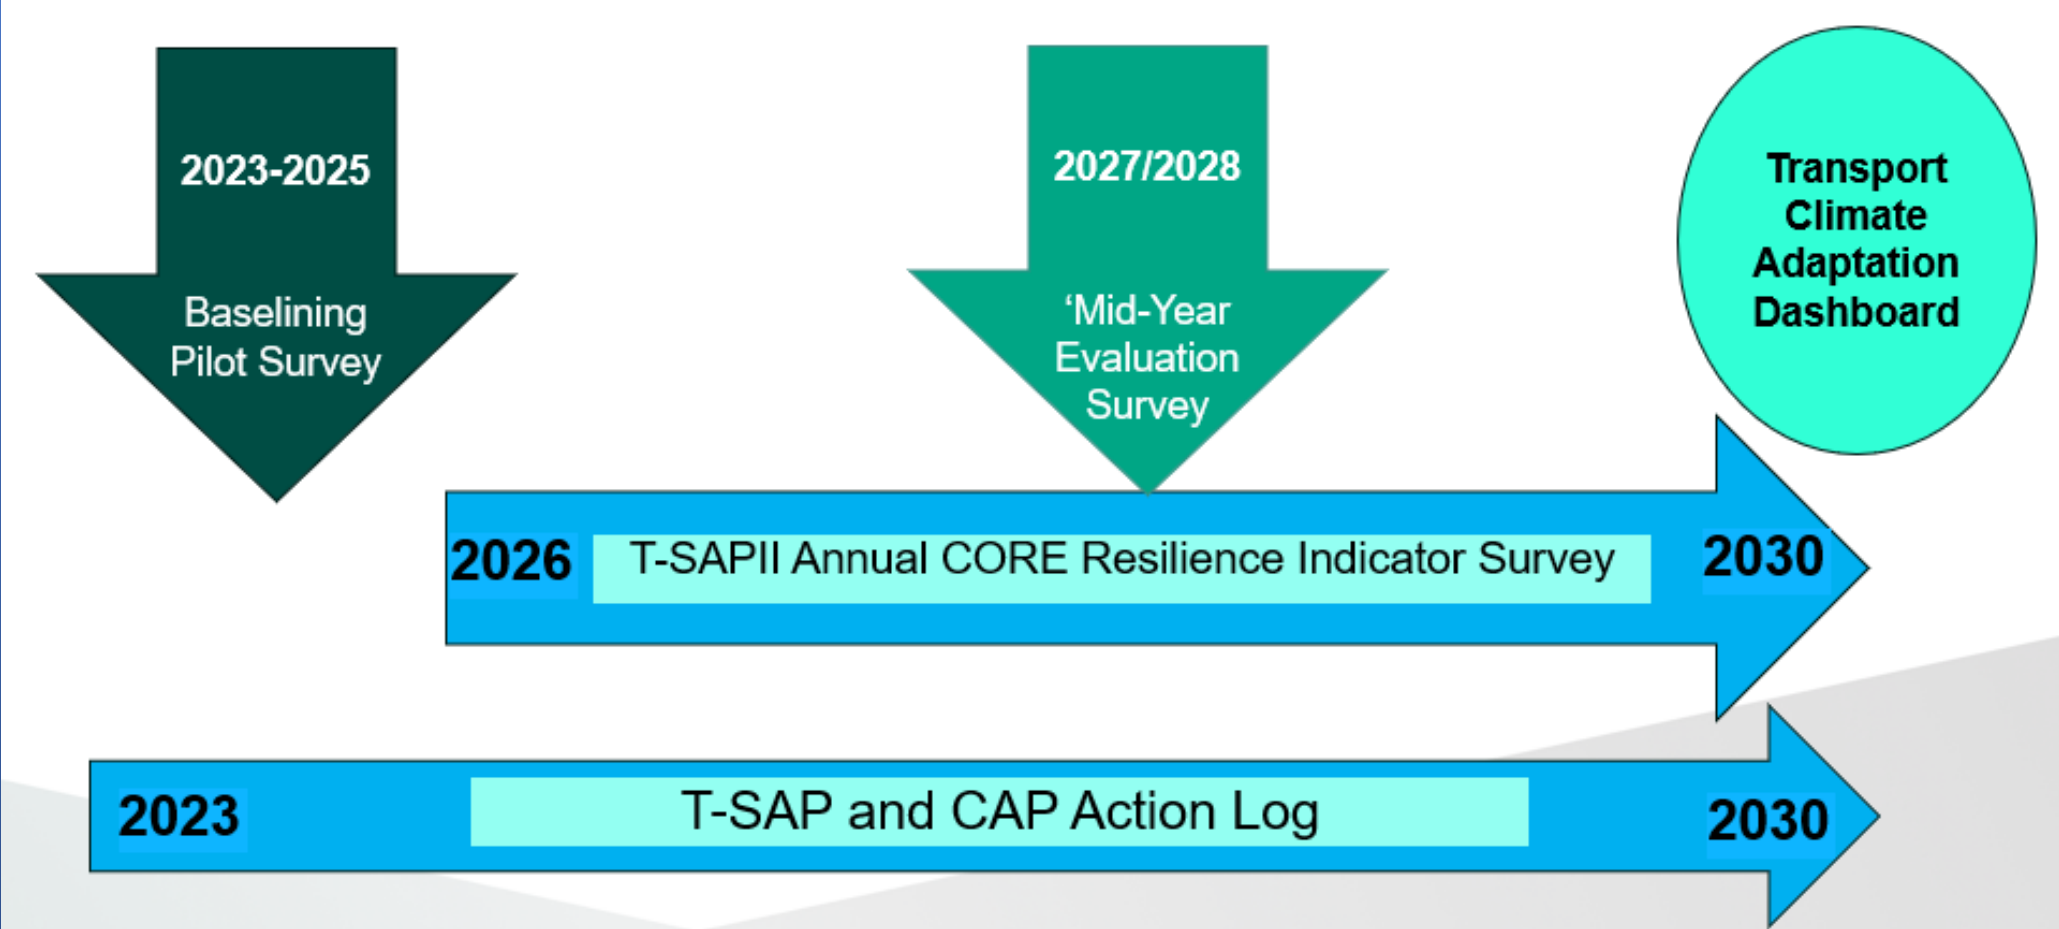 2023-2025
Baselining
Pilot Survey
2027/2028
‘Mid-Year
Evaluation
Survey
Transport
Climate
Adaptation
Dashboard
2026
T-SAPII Annual CORE Resilience Indicator Survey
2030
2023
T-SAP and CAP Action Log
2030